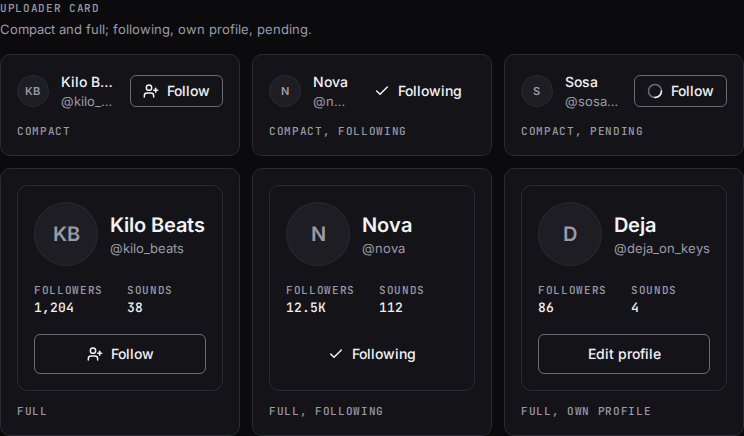 UPLOADER CARD
Compact and full; following, own profile, pending.
KB
Kilo B...
@kilo_...
Follow
COMPACT
N
Nova
@n...
Following
COMPACT, FOLLOWING
S
Sosa
@sosa...
Follow
COMPACT, PENDING
KB
Kilo Beats
@kilo_beats
FOLLOWERS SOUNDS
1,204 38
Follow
FULL
N
Nova
@nova
FOLLOWERS SOUNDS
12.5K 112
Following
FULL, FOLLOWING
D
Deja
@deja_on_keys
FOLLOWERS SOUNDS
86 4
Edit profile
FULL, OWN PROFILE